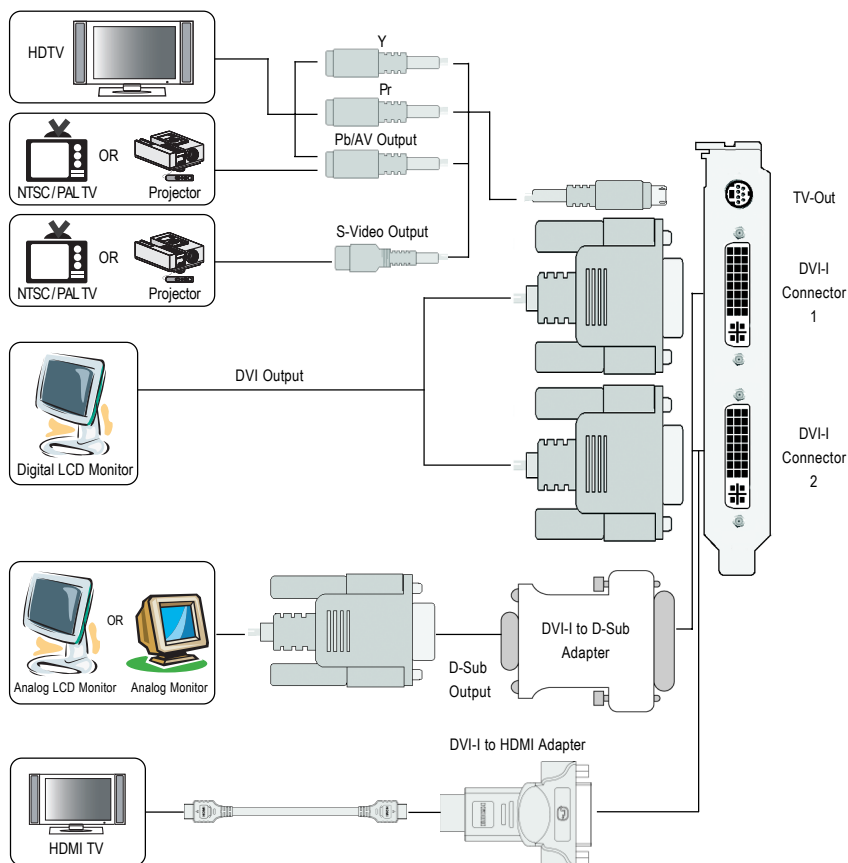 HDTV
Y
Pr
Pb/AV Output
OR
NTSC/PAL TV
Projector
TV-Out
S-Video Output
OR
NTSC/PAL TV
Projector
DVI-I
Connector
1
DVI Output
Digital LCD Monitor
DVI-I
Connector
2
OR
Analog LCD Monitor
Analog Monitor
D-Sub
Output
DVI-I to D-Sub
Adapter
DVI-I to HDMI Adapter
HDMI TV